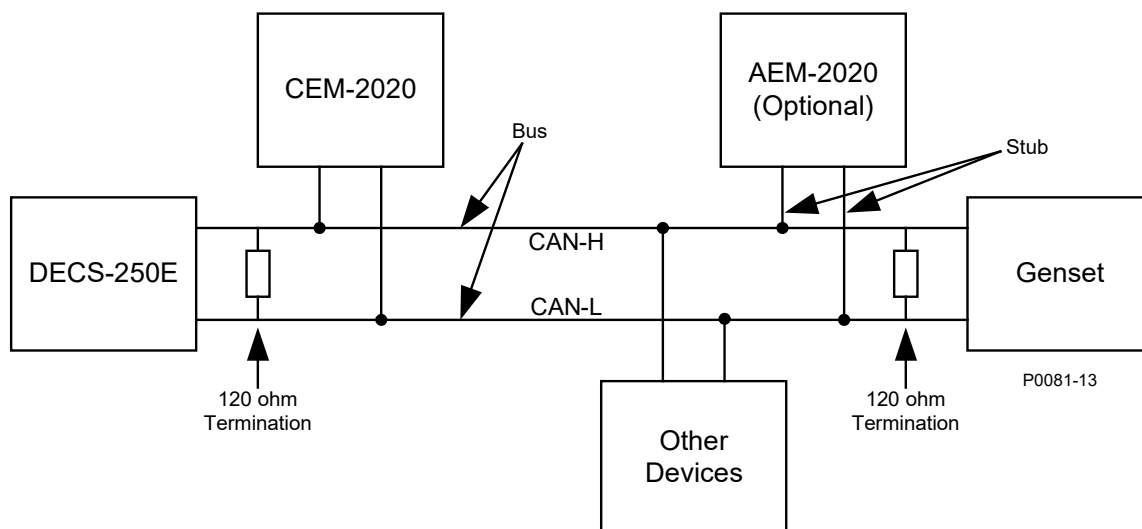 CEM-2020
AEM-2020
(Optional)
Bus
Stub
DECS-250E
CAN-H
Genset
CAN-L
P0081-13
120 ohm
Termination
120 ohm
Termination
Other
Devices